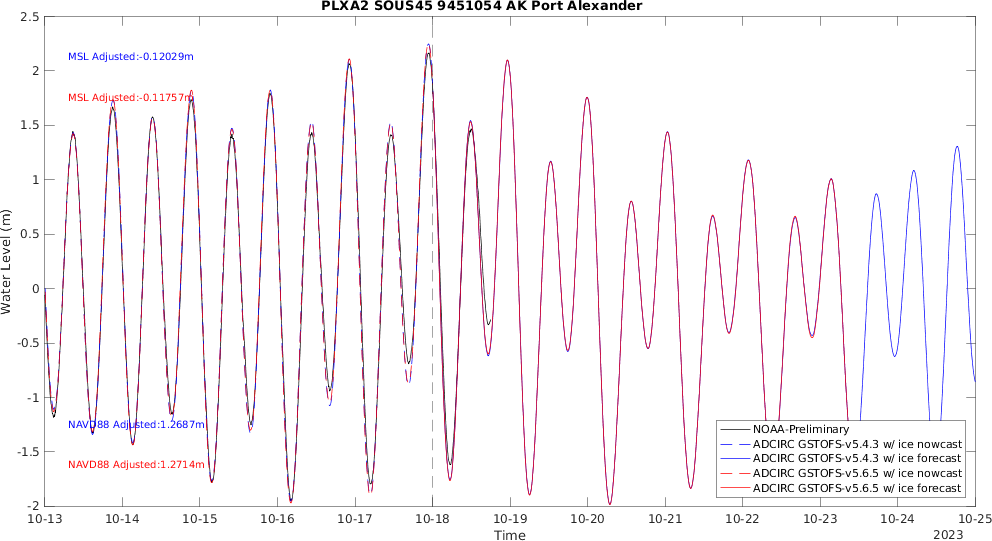 PLXA2 SOUS45 9451054 AK Port Alexander
2.5
2
1.5
1
0.5
0
-0.5
-1
-1.5
-2
Water Level (m)
MSL Adjusted:-0.12029m
MSL Adjusted:-0.11757m
NAVD88 Adjusted:1.2687m
NAVD88 Adjusted:1.2714m
NOAA-Preliminary
ADCIRC GSTOFS-v5.4.3 w/ ice nowcast
ADCIRC GSTOFS-v5.4.3 w/ ice forecast
ADCIRC GSTOFS-v5.6.5 w/ ice nowcast
ADCIRC GSTOFS-v5.6.5 w/ ice forecast
10-13 10-14 10-15 10-16 10-17 10-18 10-19 10-20 10-21 10-22 10-23 10-24 10-25
Time
2023